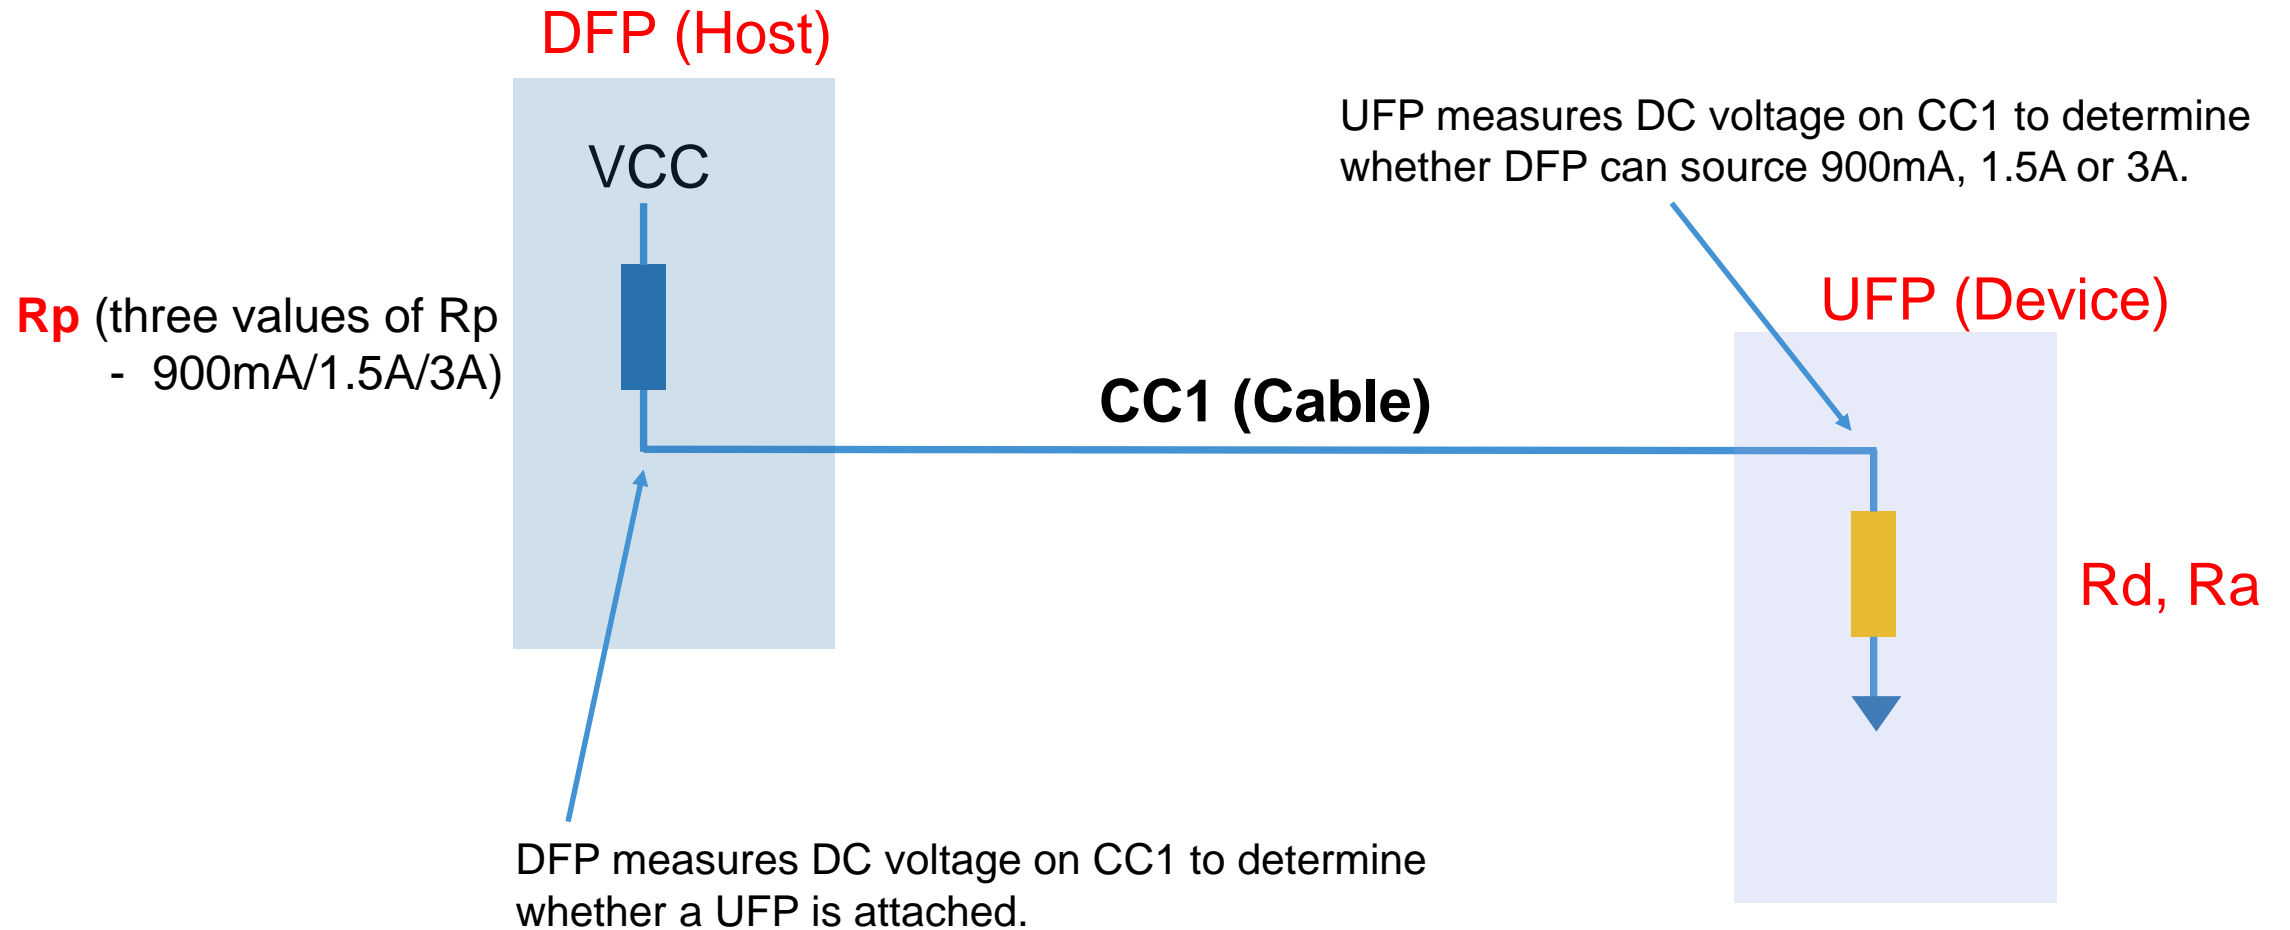 DFP (Host)
UFP measures DC voltage on CC1 to determine
whether DFP can source 900mA, 1.5A or 3A.
VCC
UFP (Device)
Rp (three values of Rp
- 900mA/1.5A/3A)
CC1 (Cable)
Rd, Ra
DFP measures DC voltage on CC1 to determine
whether a UFP is attached.